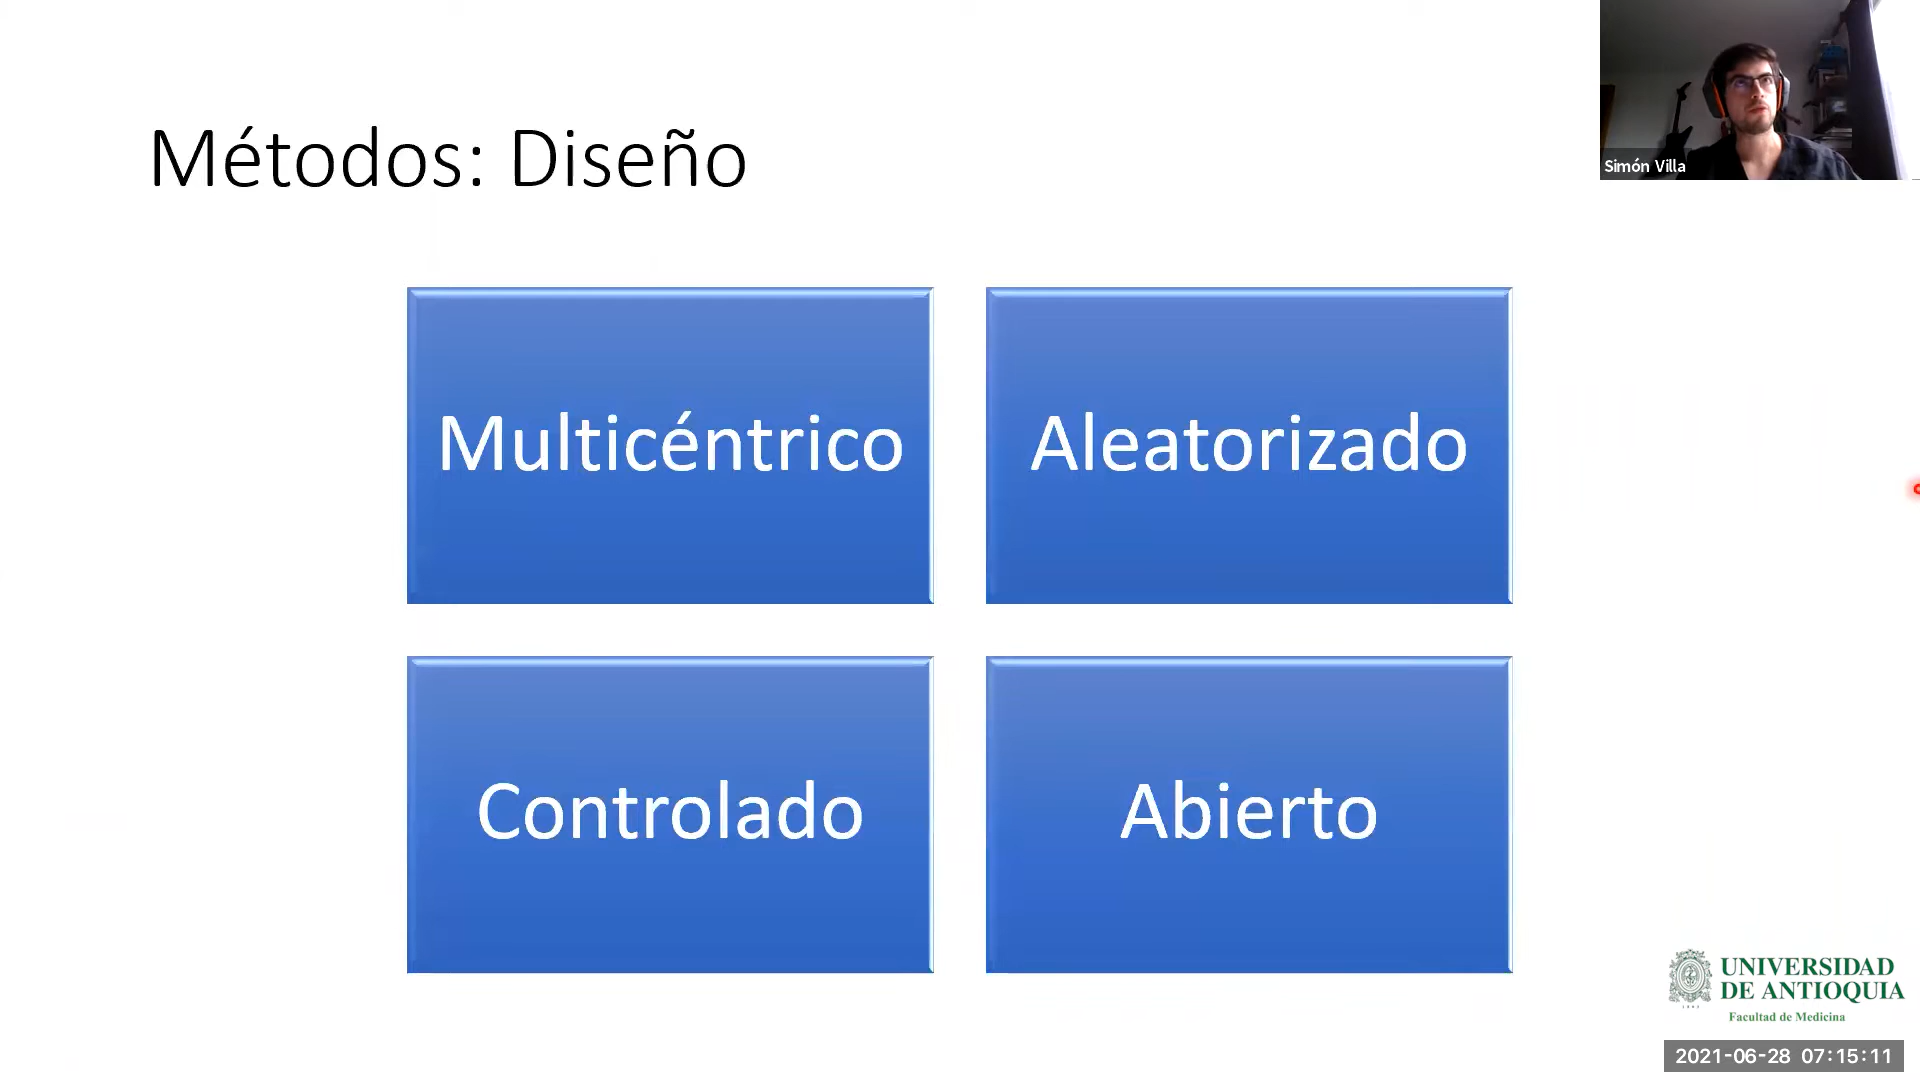 Métodos: Diseño
Simón Villa
Multicéntrico
Aleatorizado
Controlado
Abierto
UNIVERSIDAD
DE ANTIOQUIA
Facultad de Medicina
2021-06-28 07:15:11